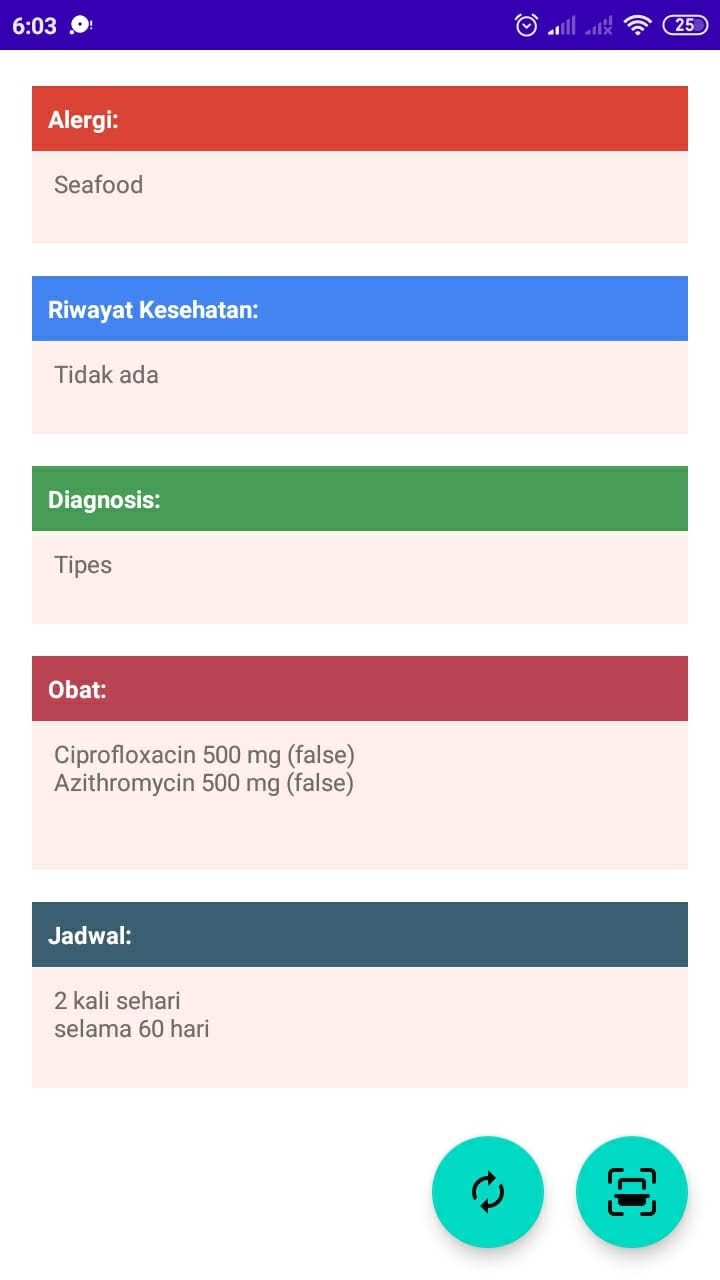 6:03
25
Alergi:
Seafood
Riwayat Kesehatan:
Tidak ada
Diagnosis:
Tipes
Obat:
Ciprofloxacin 500 mg (false)
Azithromycin 500 mg (false)
Jadwal:
2 kali sehari
selama 60 hari